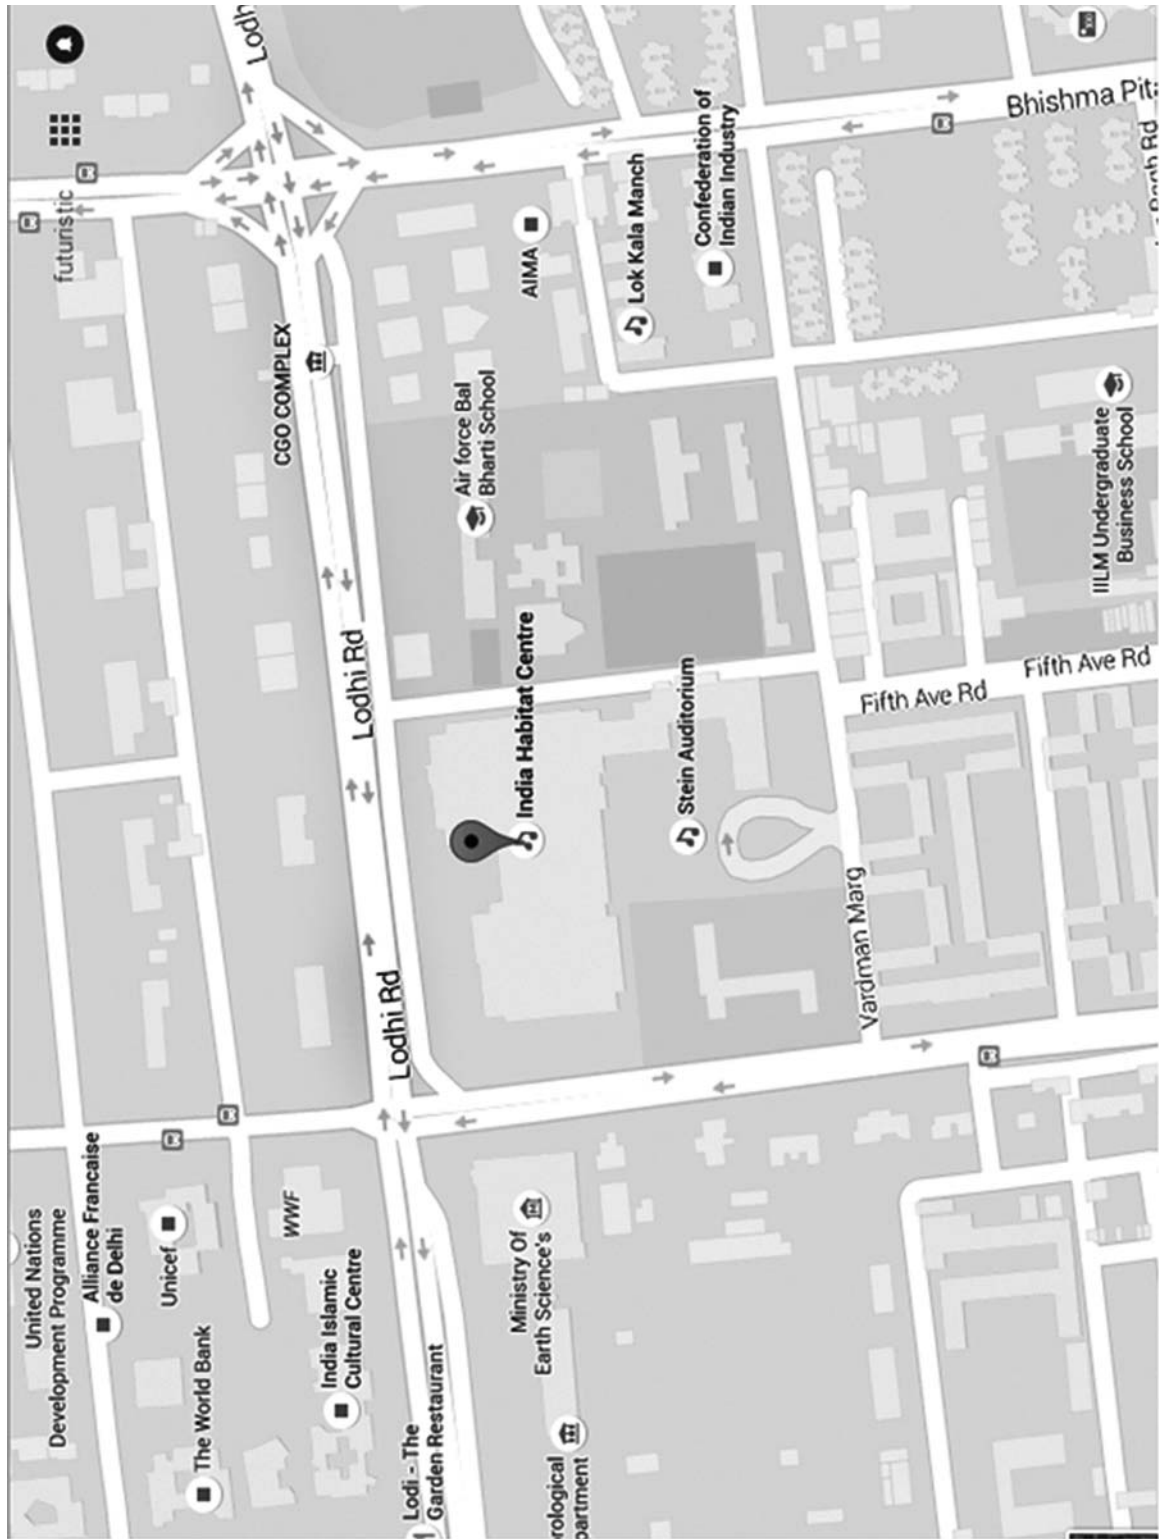 United Nations
Development Programme
Alliance Francaise
de Delhi
Unicef
The World Bank
WWF
India Islamic
Cultural Centre
Lodi - The
Garden Restaurant
Ministry Of
Earth Science's
rological
partment
futuristic
Lodh
CGO COMPLEX
Lodhi Rd
Lodhi Rd
Air force Bal
Bharti School
AIMA
India Habitat Centre
Lok Kala Manch
Stein Auditorium
Confederation of
Indian Industry
Vardman Marg
Fifth Ave Rd
Fifth Ave Rd
Bhishma Pit
IILM Undergraduate
Business School
Rd